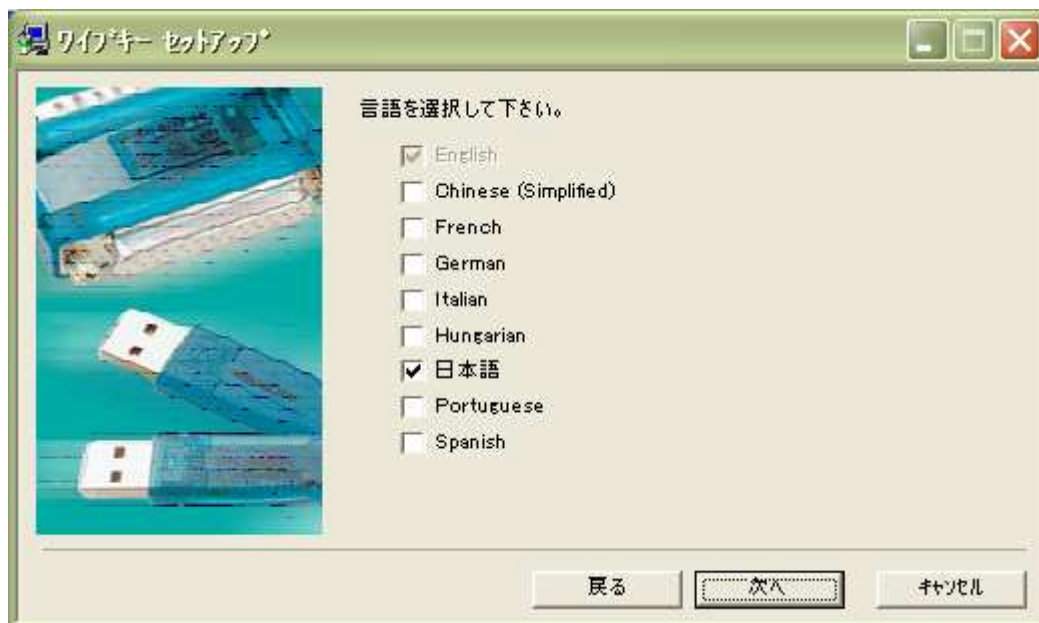 ﾜｲﾌﾞｷｰ ｾｯﾄｱｯﾌﾟ
言語を選択して下さい。
English
Chinese (Simplified)
French
German
Italian
Hungarian
日本語
Portuguese
Spanish
戻る
次へ
ｷｬﾝｾﾙ